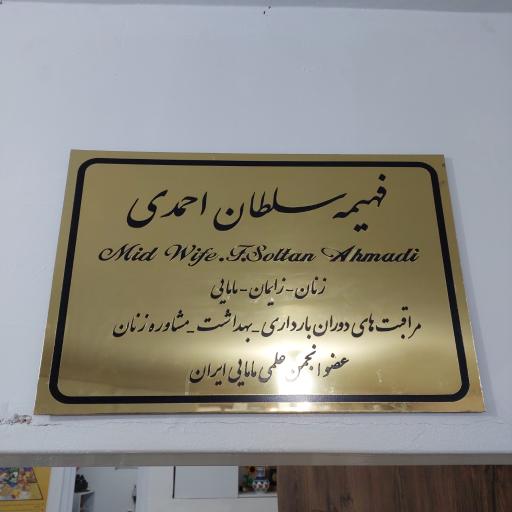 فهیمه سلطان احمدی
Mid Wife.F.Soltan Ahmadi
زنان-زایمان-مامایی
مراقبت های دوران بارداری-بهداشت-مشاوره زنان
عضو انجمن علمی مامایی ایران